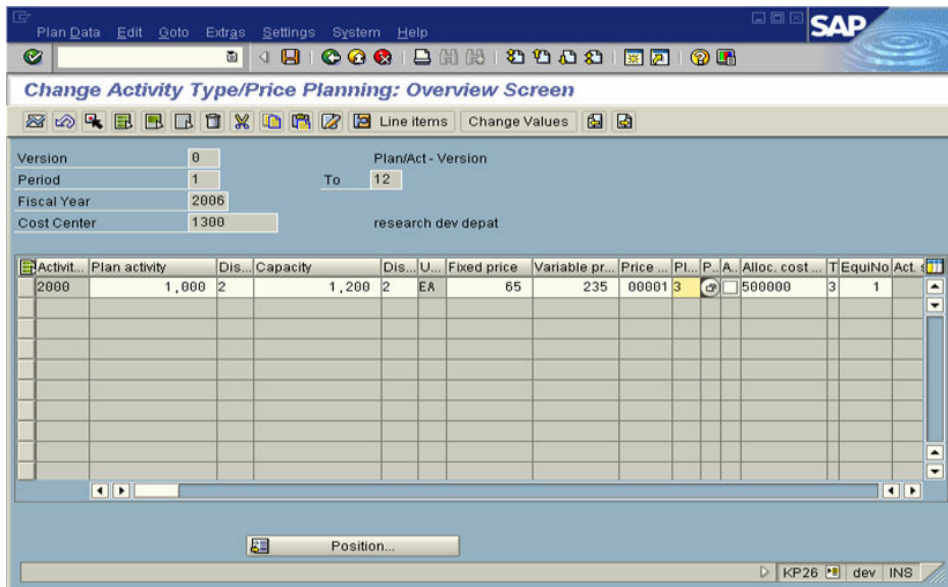 Plan Data Edit Goto Extras Settings System Help
SAP
Change Activity Type/Price Planning: Overview Screen
Line items Change Values
Version 0 Plan/Act - Version
Period 1 To 12
Fiscal Year 2006
Cost Center 1300 research dev depat
Activit... Plan activity Dis... Capacity Dis... U... Fixed price Variable pr... Price ... Pl... P.. A.. Alloc. cost ... T EquiNo Act. s
2000 1,000 2 1,200 2 EA 65 235 00001 3 500000 3 1
Position...
KP26 dev INS